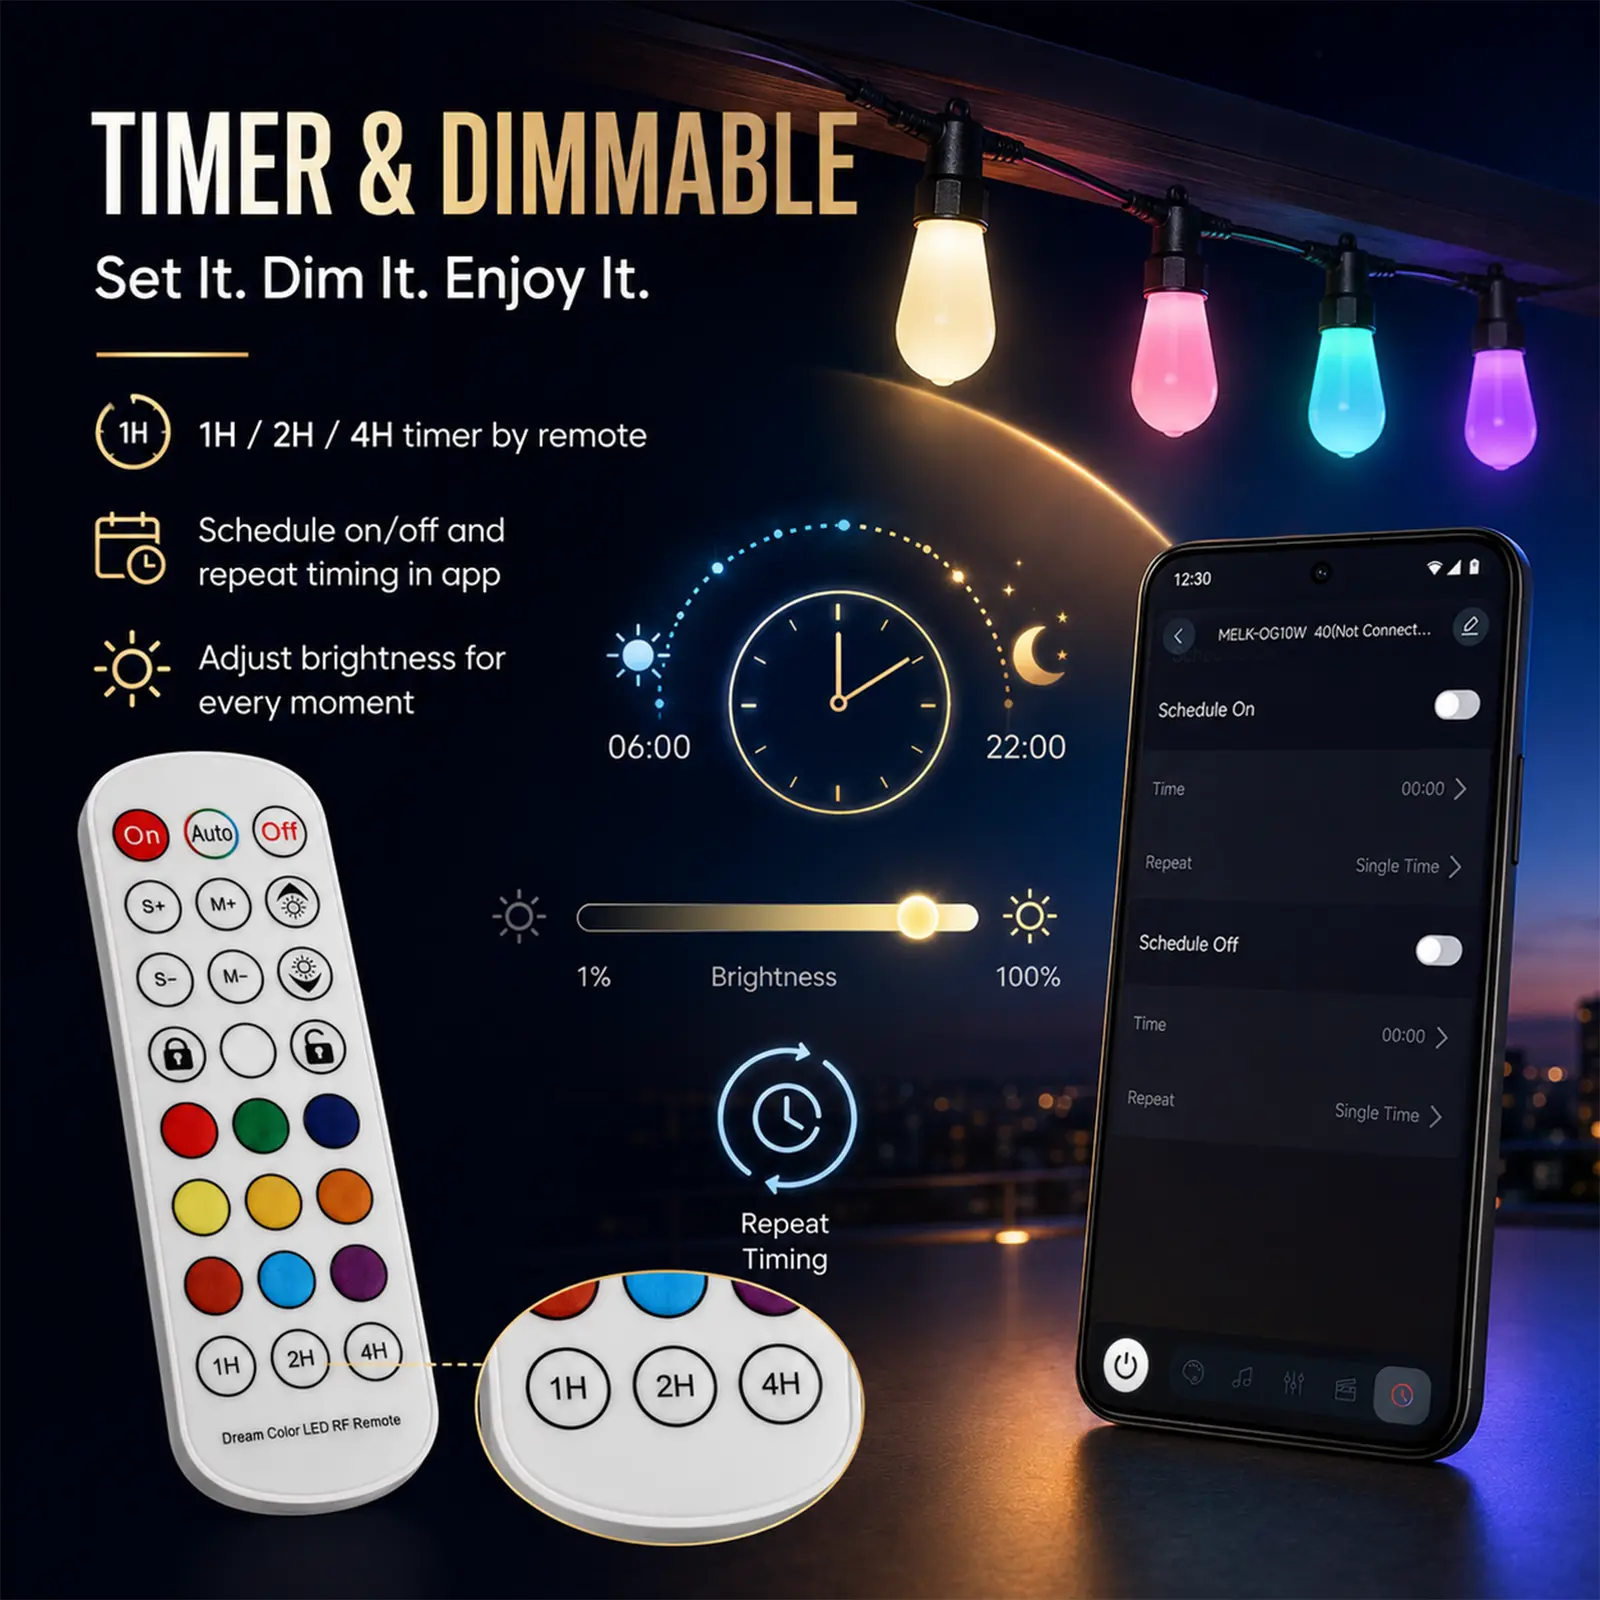 TIMER & DIMMABLE
Set It. Dim It. Enjoy It.
1H
1H / 2H / 4H timer by remote
Schedule on/off and
repeat timing in app
Adjust brightness for
every moment
06:00
22:00
1%
Brightness
100%
Repeat
Timing
On
Auto
Off
S+
M+
S-
M-
1H
2H
4H
Dream Color LED RF Remote
1H
2H
4H
12:30
MELK-OG10W 40(Not Connect...
Schedule On
Time
00:00
Repeat
Single Time
Schedule Off
Time
00:00
Repeat
Single Time